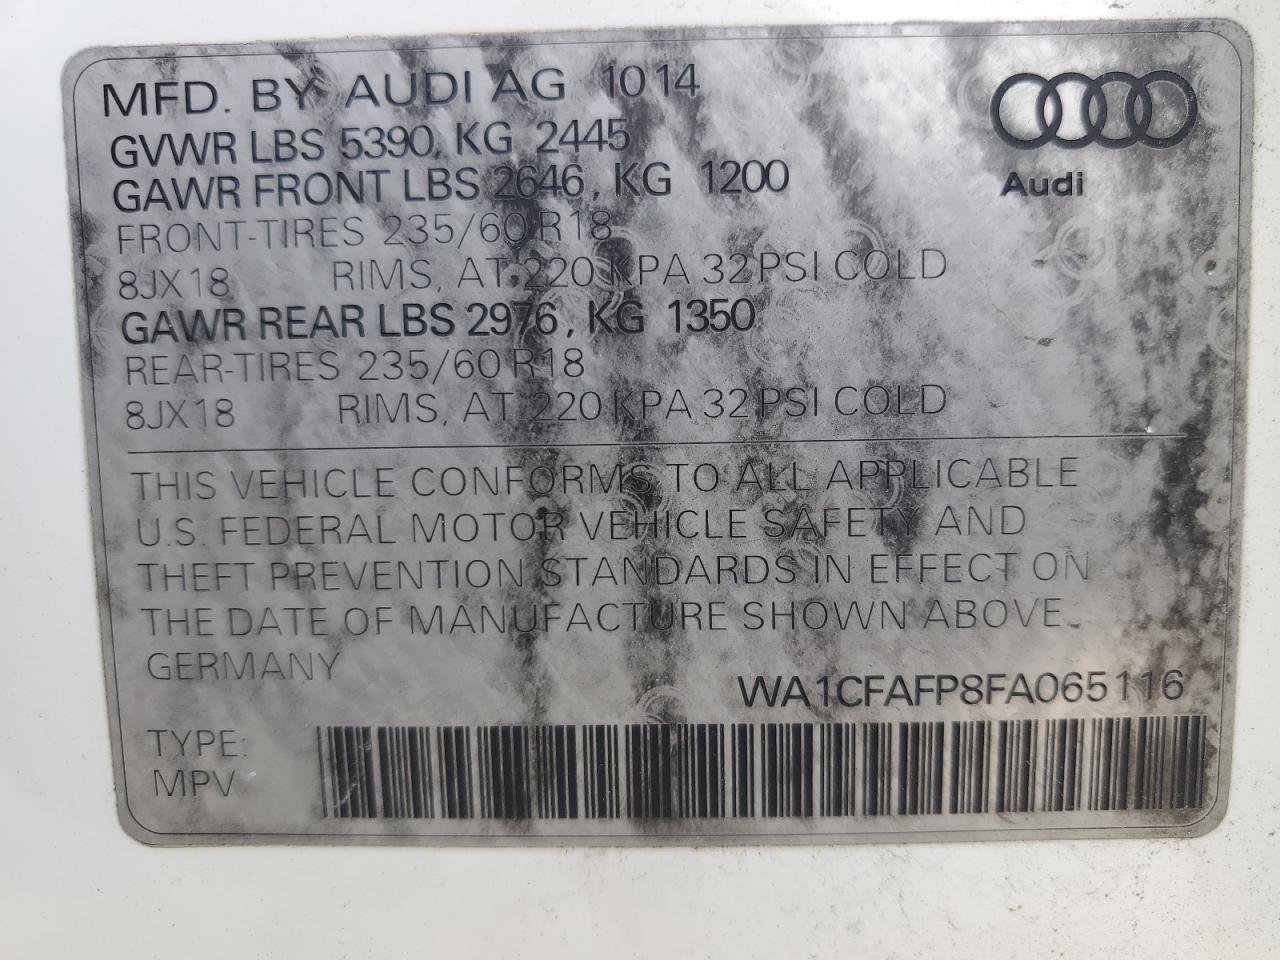 MFD. BY AUDI AG 10 14
GVWR LBS 5390, KG 2445
GAWR FRONT LBS 2646, KG 1200
FRONT-TIRES 235/60 R18
8JX18 RIMS, AT 220 KPA 32 PSI COLD
GAWR REAR LBS 2976, KG 1350
REAR-TIRES 235/60 R18
8JX18 RIMS, AT 220 KPA 32 PSI COLD
Audi
THIS VEHICLE CONFORMS TO ALL APPLICABLE
U.S. FEDERAL MOTOR VEHICLE SAFETY AND
THEFT PREVENTION STANDARDS IN EFFECT ON
THE DATE OF MANUFACTURE SHOWN ABOVE.
GERMANY
WA1CFAFP8FA065116
TYPE:
MPV